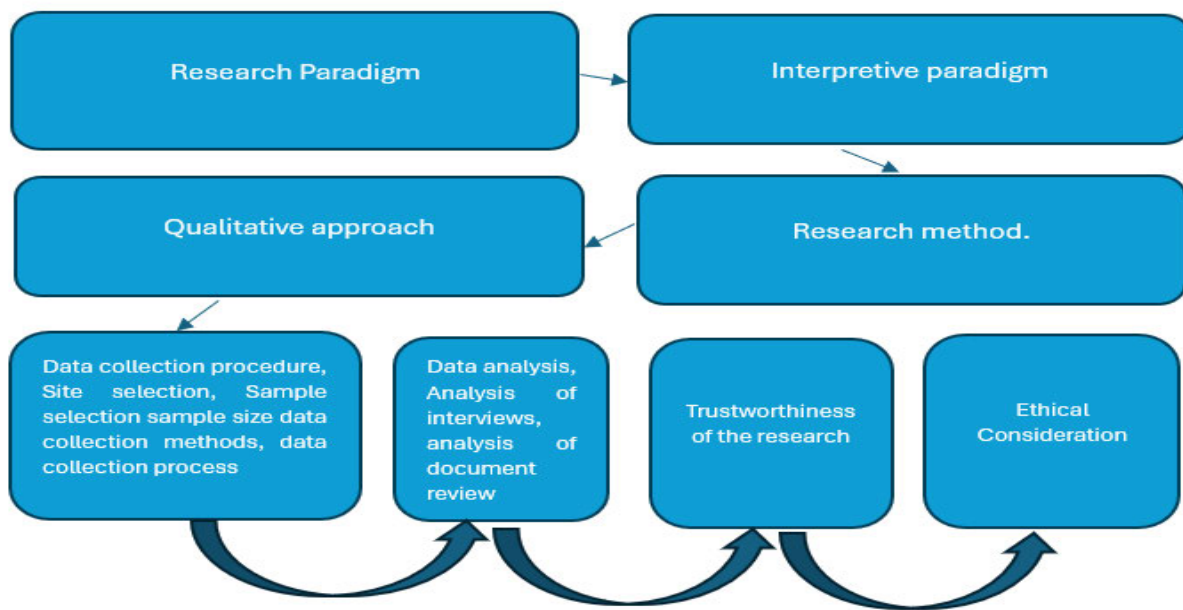 Research Paradigm
Interpretive paradigm
Research method.
Qualitative approach
Data collection procedure,
Site selection, Sample
selection sample size data
collection methods, data
collection process
Data analysis,
Analysis of
interviews,
analysis of
document
review
Trustworthiness
of the research
Ethical
Consideration